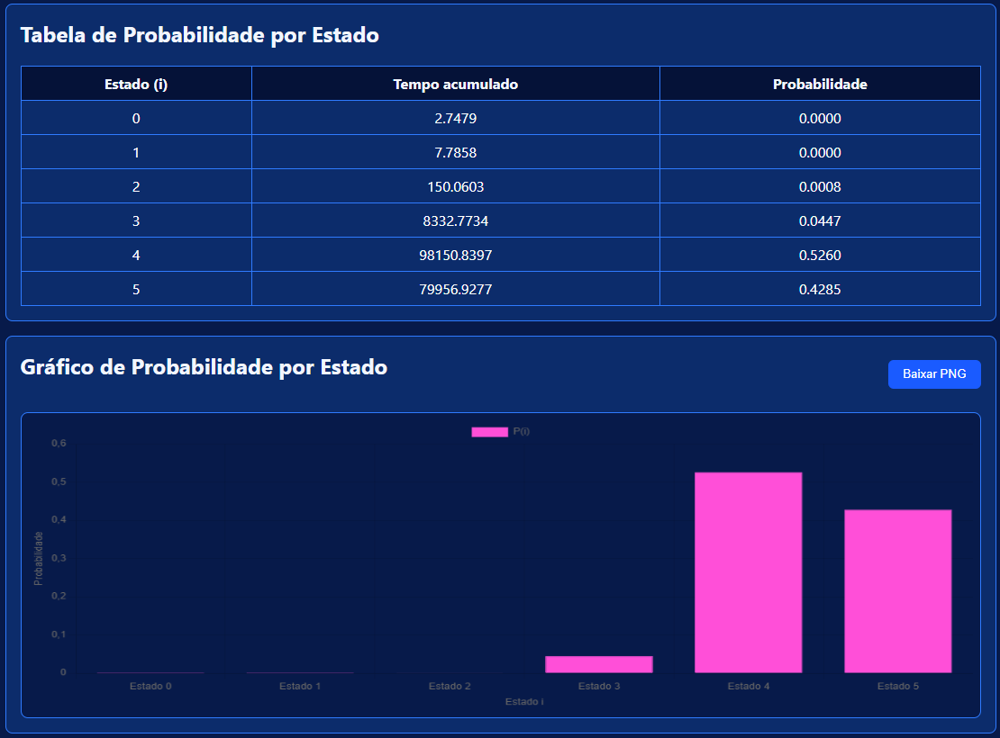 Tabela de Probabilidade por Estado
Estado (i) Tempo acumulado Probabilidade
0 2.7479 0.0000
1 7.7858 0.0000
2 150.0603 0.0008
3 8332.7734 0.0447
4 98150.8397 0.5260
5 79956.9277 0.4285
Gráfico de Probabilidade por Estado
Baixar PNG
P(i)
0,6
0,5
0,4
0,3
0,2
0,1
0
Probabilidade
Estado 0 Estado 1 Estado 2 Estado 3 Estado 4 Estado 5
Estado i